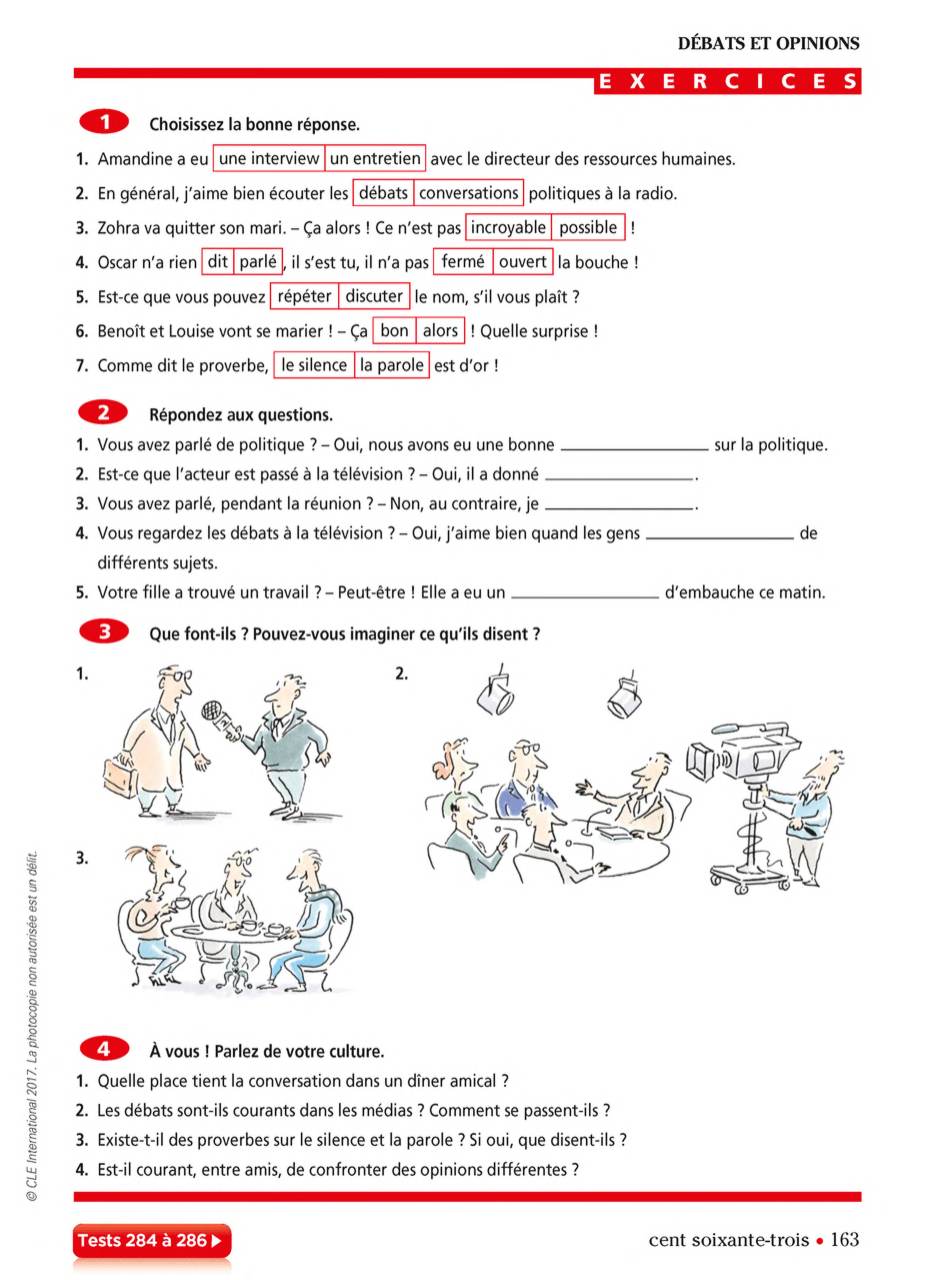 DÉBATS ET OPINIONS
EXERCICES
1 Choisissez la bonne réponse.
1. Amandine a eu une interview un entretien avec le directeur des ressources humaines.
2. En général, j’aime bien écouter les débats conversations politiques à la radio.
3. Zohra va quitter son mari. – Ça alors ! Ce n’est pas incroyable possible !
4. Oscar n’a rien dit parlé, il s’est tu, il n’a pas fermé ouvert la bouche !
5. Est-ce que vous pouvez répéter discuter le nom, s’il vous plaît ?
6. Benoît et Louise vont se marier ! – Ça bon alors ! Quelle surprise !
7. Comme dit le proverbe, le silence la parole est d’or !
2 Répondez aux questions.
1. Vous avez parlé de politique ? – Oui, nous avons eu une bonne ________________ sur la politique.
2. Est-ce que l’acteur est passé à la télévision ? – Oui, il a donné ________________.
3. Vous avez parlé, pendant la réunion ? – Non, au contraire, je ________________.
4. Vous regardez les débats à la télévision ? – Oui, j’aime bien quand les gens ________________ de
différents sujets.
5. Votre fille a trouvé un travail ? – Peut-être ! Elle a eu un ________________ d’embauche ce matin.
3 Que font-ils ? Pouvez-vous imaginer ce qu’ils disent ?
1.
2.
3.
4 À vous ! Parlez de votre culture.
1. Quelle place tient la conversation dans un dîner amical ?
2. Les débats sont-ils courants dans les médias ? Comment se passent-ils ?
3. Existe-t-il des proverbes sur le silence et la parole ? Si oui, que disent-ils ?
4. Est-il courant, entre amis, de confronter des opinions différentes ?
© CLE International 2017. La photocopie non autorisée est un délit.
Tests 284 à 286
cent soixante-trois • 163